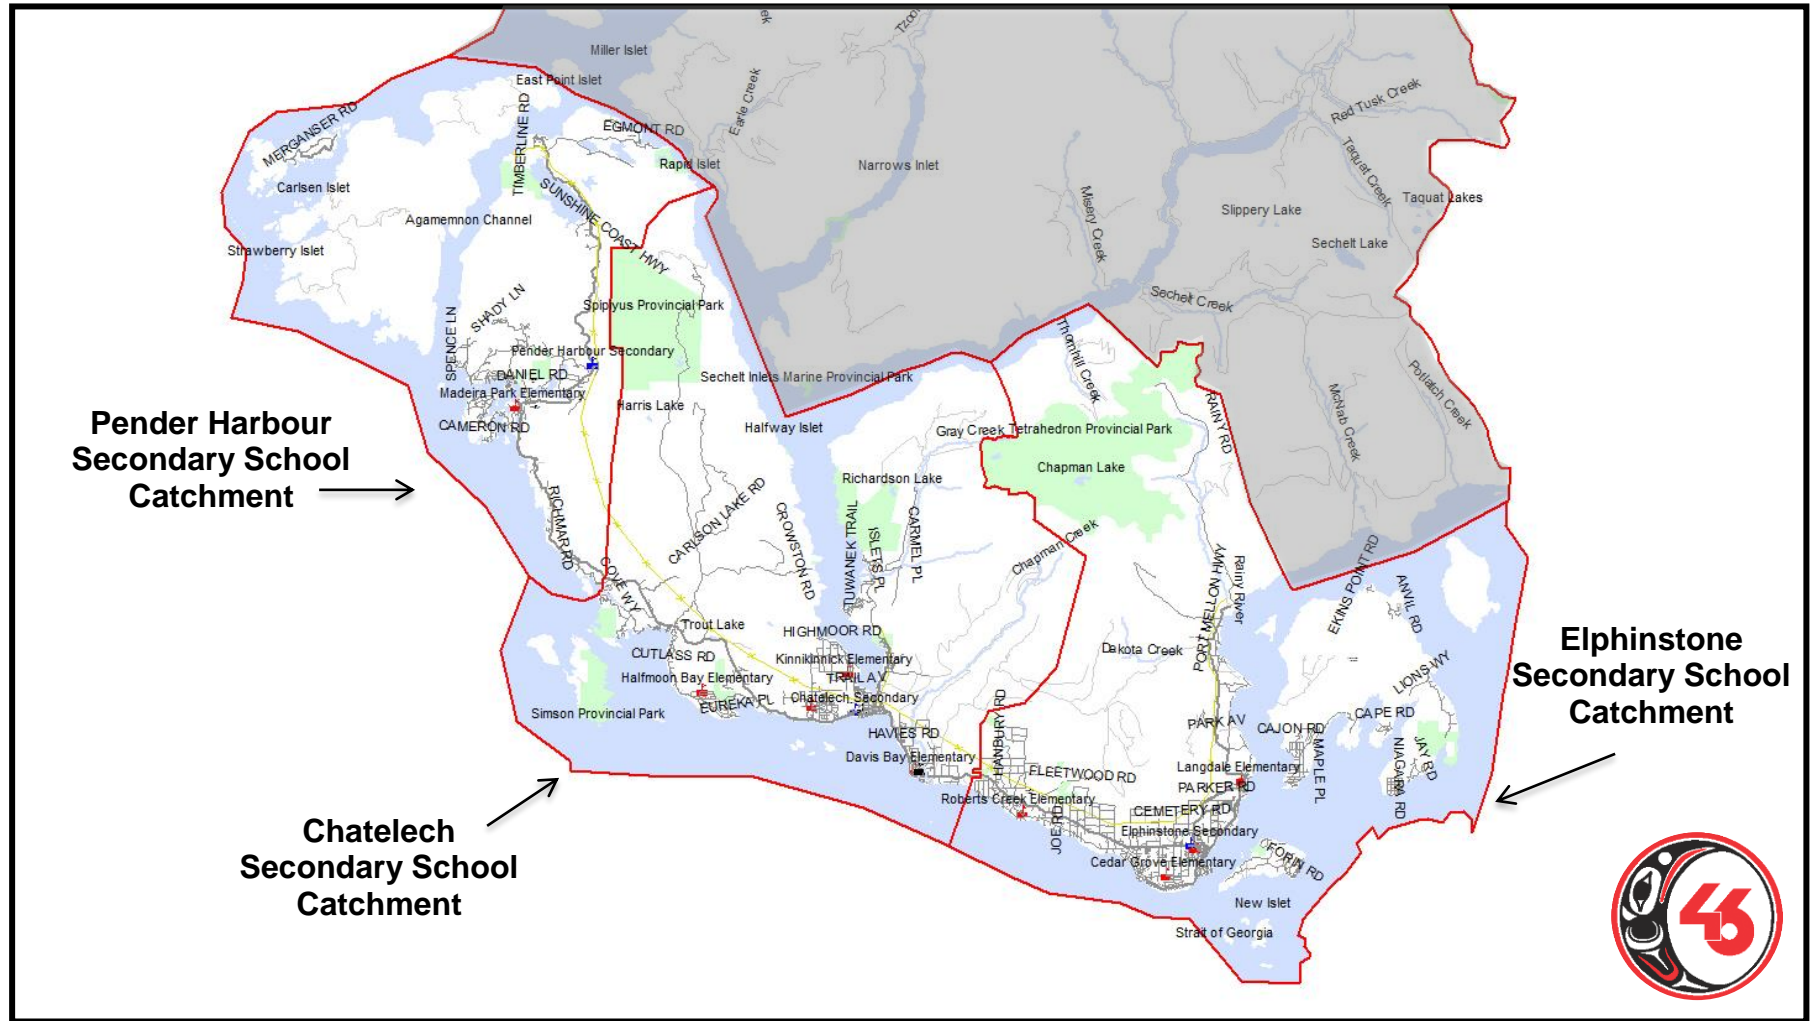 ek
Tzoo
Miller Islet
East Point Islet
Earle Creek
Red Tusk Creek
MERGANSER RD
TIMBERLINE RD
EGMONT RD
Rapid Islet
Narrows Inlet
Taquat Creek
Carlsen Islet
SUNSHINE COAST HWY
Misery Creek
Taquat Lakes
Agamemnon Channel
Slippery Lake
Strawberry Islet
Sechelt Lake
SHADY LN
Spipiyus Provincial Park
Sechelt Creek
SPENCE LN
Pender Harbour Secondary
Thornhill Creek
DANIEL RD
Sechelt Inlets Marine Provincial Park
Madeira Park Elementary
Harris Lake
McNab Creek
Potlatch Creek
RAINY RD
CAMERON RD
Halfway Islet
Gray Creek
Tetrahedron Provincial Park
Pender Harbour
Secondary School
Catchment
Chapman Lake
Richardson Lake
RICHMAR RD
CARLSON LAKE RD
CROWSTON RD
TUWANEK TRAIL
ISLETS PL
CARMEL PL
Chapman Creek
COVE WY
PORT MELLON HWY
Rainy River
EKINS POINT RD
ANVIL RD
Trout Lake
HIGHMOOR RD
CUTLASS RD
Kinnikinnick Elementary
Dakota Creek
LIONS WY
Elphinstone
Secondary School
Catchment
Halfmoon Bay Elementary
TRAIL AV
EUREKA PL
Chatelech Secondary
Simson Provincial Park
HANBURY RD
PARK AV
CAJON RD
CAPE RD
HAVIES RD
MAPLE PL
NIAGARA RD
JAY RD
Davis Bay Elementary
FLEETWOOD RD
Langdale Elementary
PARKER RD
Roberts Creek Elementary
CEMETERY RD
JOE RD
Elphinstone Secondary
Chatelech
Secondary School
Catchment
Cedar Grove Elementary
FORIN RD
New Islet
Strait of Georgia
46